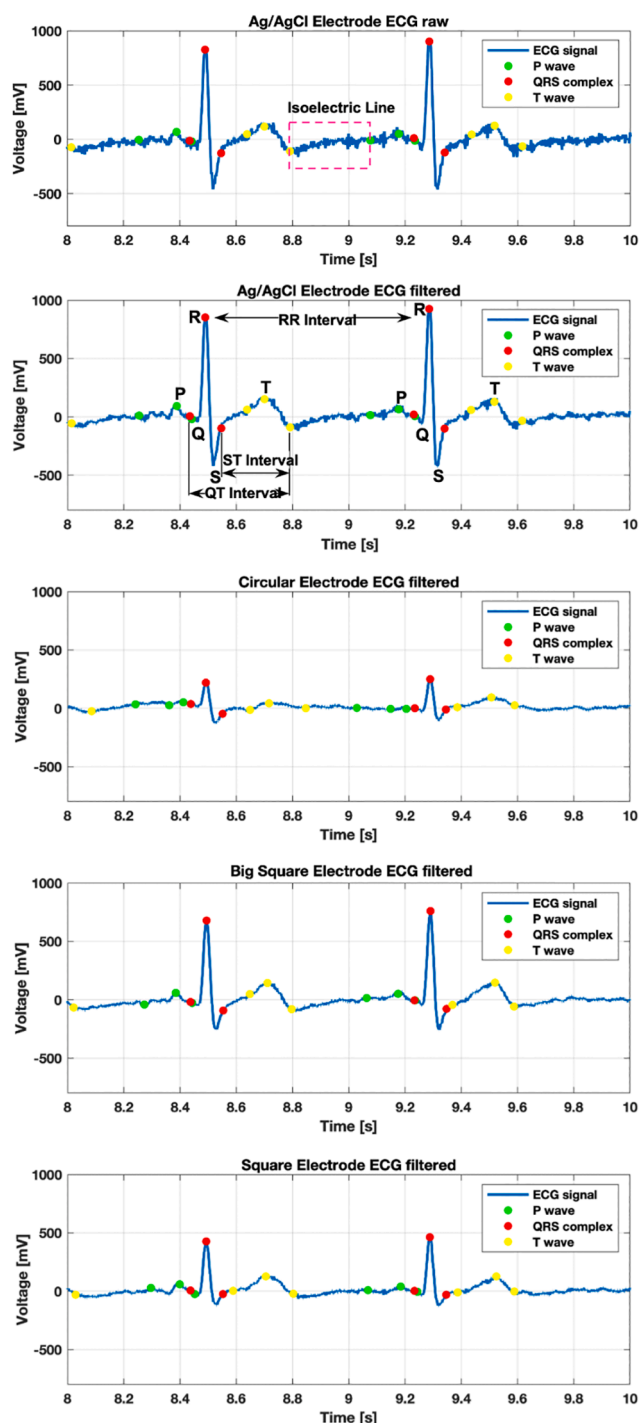 Ag/AgCl Electrode ECG raw
1000
500
0
-500
Voltage [mV]
ECG signal
P wave
QRS complex
T wave
Isoelectric Line
8 8.2 8.4 8.6 8.8 9 9.2 9.4 9.6 9.8 10
Time [s]
Ag/AgCl Electrode ECG filtered
1000
500
0
-500
Voltage [mV]
ECG signal
P wave
QRS complex
T wave
R RR Interval R
P T P T
Q Q
ST Interval
S S
QT Interval
8 8.2 8.4 8.6 8.8 9 9.2 9.4 9.6 9.8 10
Time [s]
Circular Electrode ECG filtered
1000
500
0
-500
Voltage [mV]
ECG signal
P wave
QRS complex
T wave
8 8.2 8.4 8.6 8.8 9 9.2 9.4 9.6 9.8 10
Time [s]
Big Square Electrode ECG filtered
1000
500
0
-500
Voltage [mV]
ECG signal
P wave
QRS complex
T wave
8 8.2 8.4 8.6 8.8 9 9.2 9.4 9.6 9.8 10
Time [s]
Square Electrode ECG filtered
1000
500
0
-500
Voltage [mV]
ECG signal
P wave
QRS complex
T wave
8 8.2 8.4 8.6 8.8 9 9.2 9.4 9.6 9.8 10
Time [s]